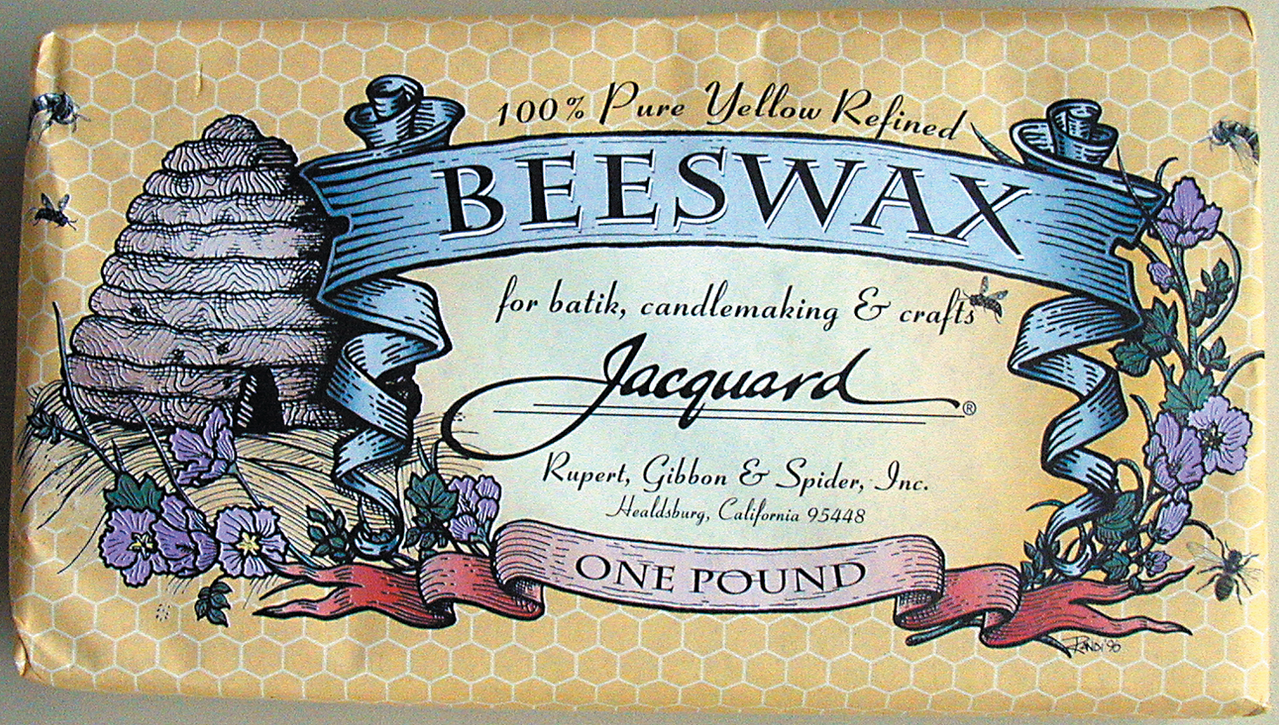 100% Pure Yellow Refined
BEESWAX
for batik, candlemaking & crafts
Jacquard®
Rupert, Gibbon & Spider, Inc.
Healdsburg, California 95448
ONE POUND